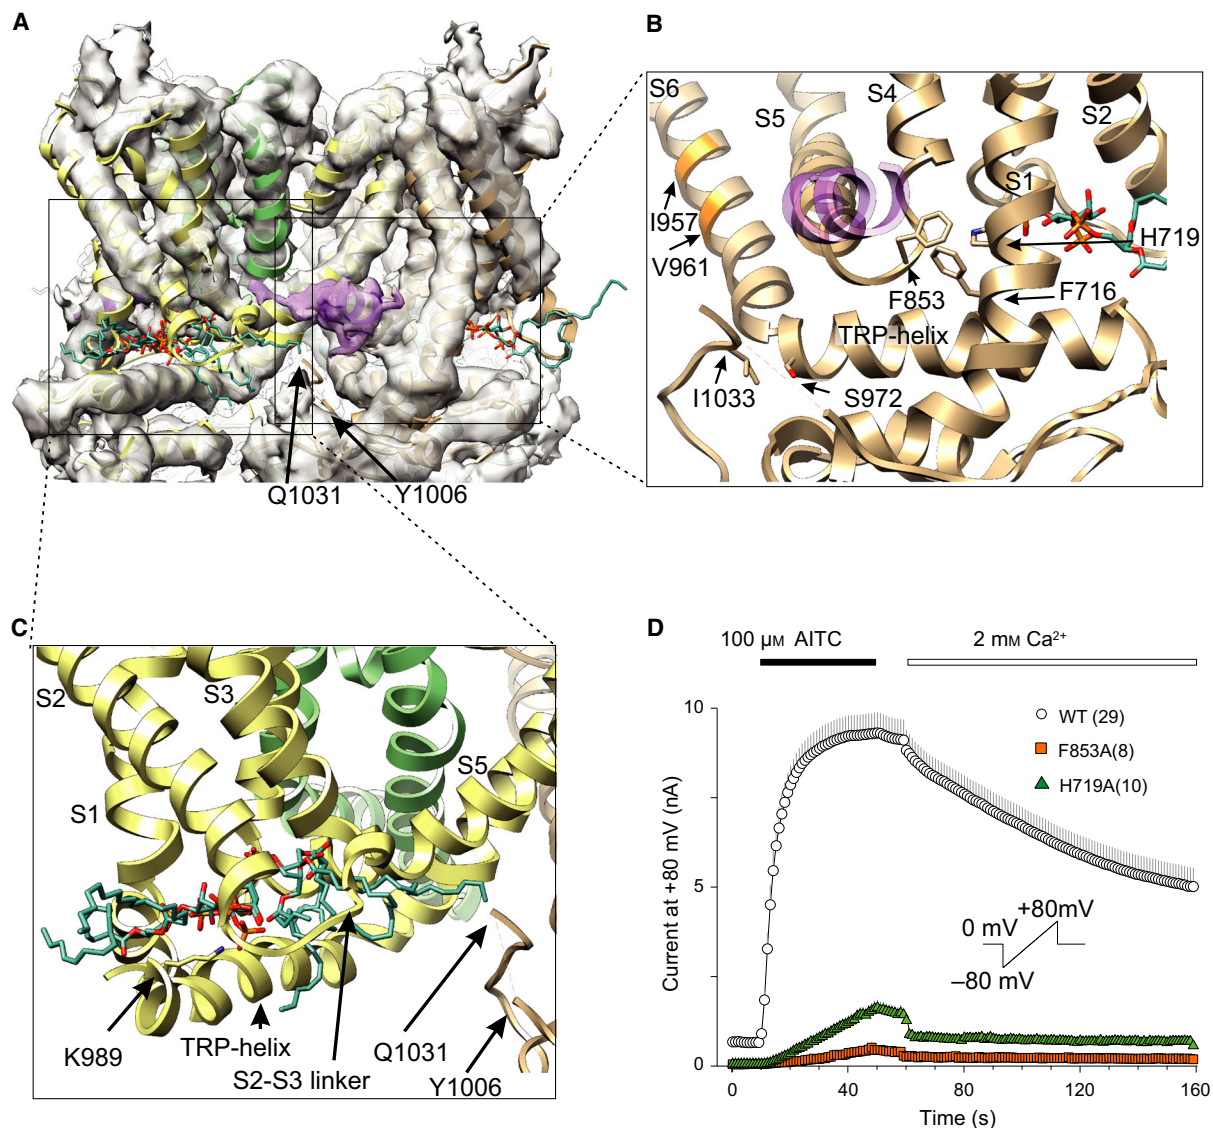 A
Q1031
Y1006
B
S6
S5
S4
S2
S1
I957
V961
H719
F853
F716
TRP-helix
I1033
S972
C
S2
S3
S5
S1
K989
TRP-helix
S2-S3 linker
Q1031
Y1006
D
100 µM AITC
2 mM Ca²⁺
WT (29)
F853A(8)
H719A(10)
Current at +80 mV (nA)
10
5
0
+80mV
0 mV
–80 mV
0
40
80
120
160
Time (s)